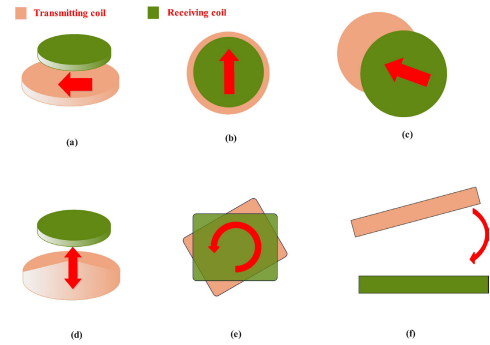 Transmitting coil
Receiving coil
(a)
(b)
(c)
(d)
(e)
(f)